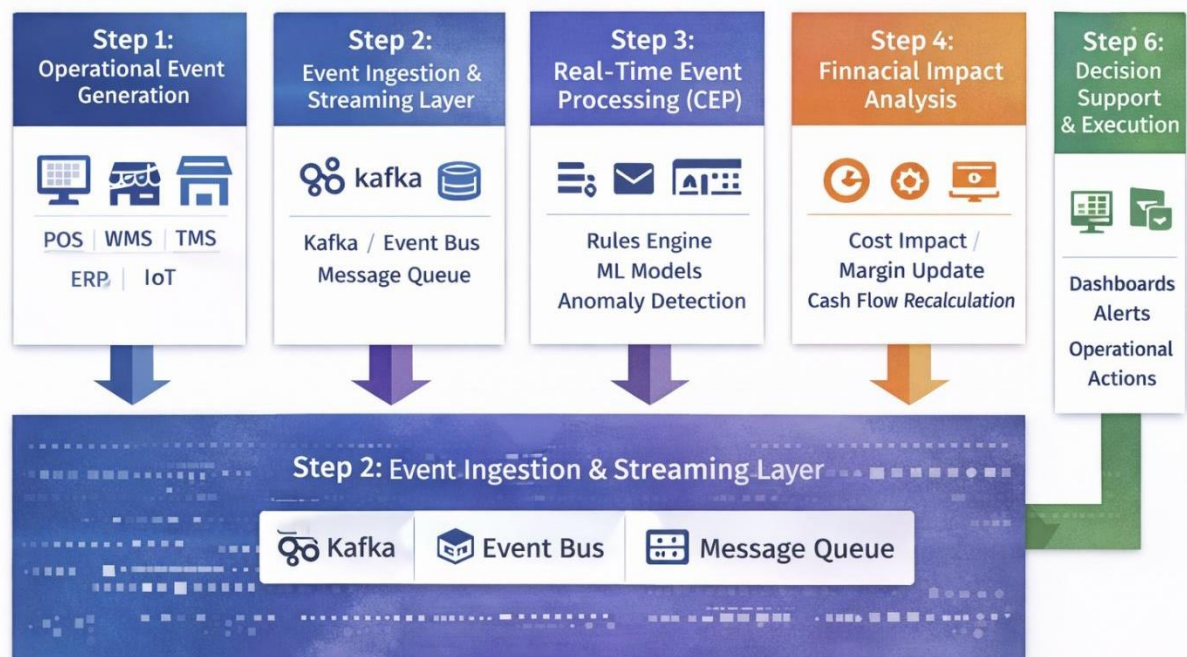 Step 1:
Operational Event
Generation
POS | WMS | TMS
ERP | IoT
Step 2:
Event Ingestion &
Streaming Layer
kafka
Kafka / Event Bus
Message Queue
Step 3:
Real-Time Event
Processing (CEP)
Rules Engine
ML Models
Anomaly Detection
Step 4:
Finnacial Impact
Analysis
Cost Impact /
Margin Update
Cash Flow Recalculation
Step 6:
Decision
Support
& Execution
Dashboards
Alerts
Operational
Actions
Step 2: Event Ingestion & Streaming Layer
Kafka
Event Bus
Message Queue